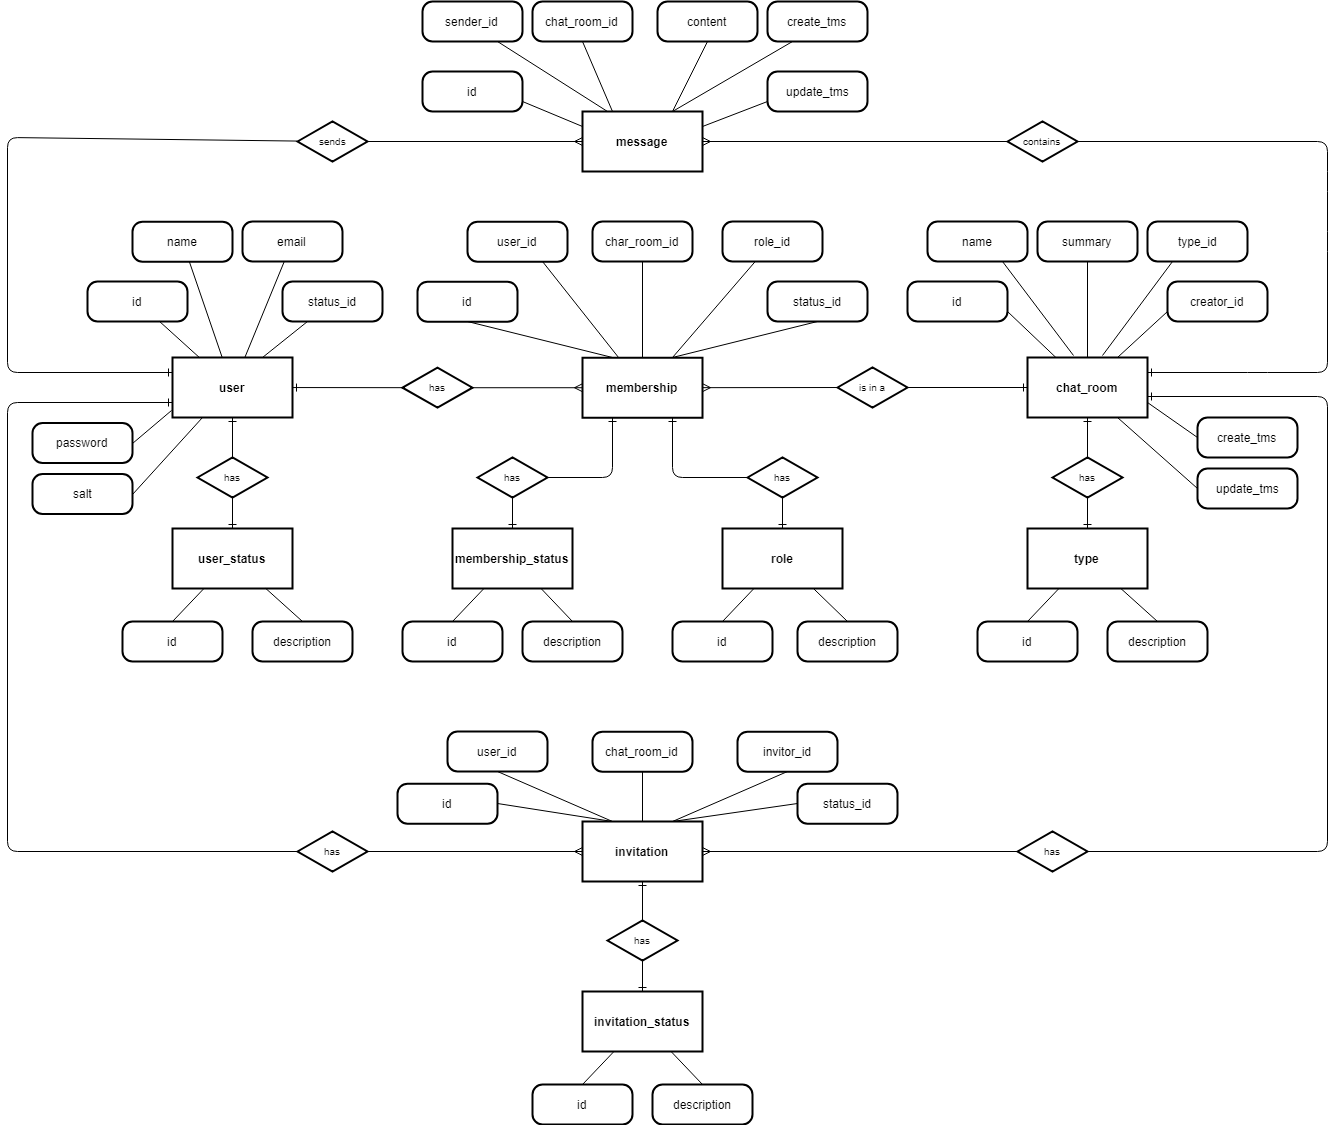 sender_id
chat_room_id
content
create_tms
id
update_tms
sends
message
contains
name
email
user_id
char_room_id
role_id
name
summary
type_id
id
status_id
id
status_id
id
creator_id
user
has
membership
is in a
chat_room
password
create_tms
salt
has
has
has
has
update_tms
user_status
membership_status
role
type
id
description
id
description
id
description
id
description
user_id
chat_room_id
invitor_id
id
status_id
has
invitation
has
has
invitation_status
id
description